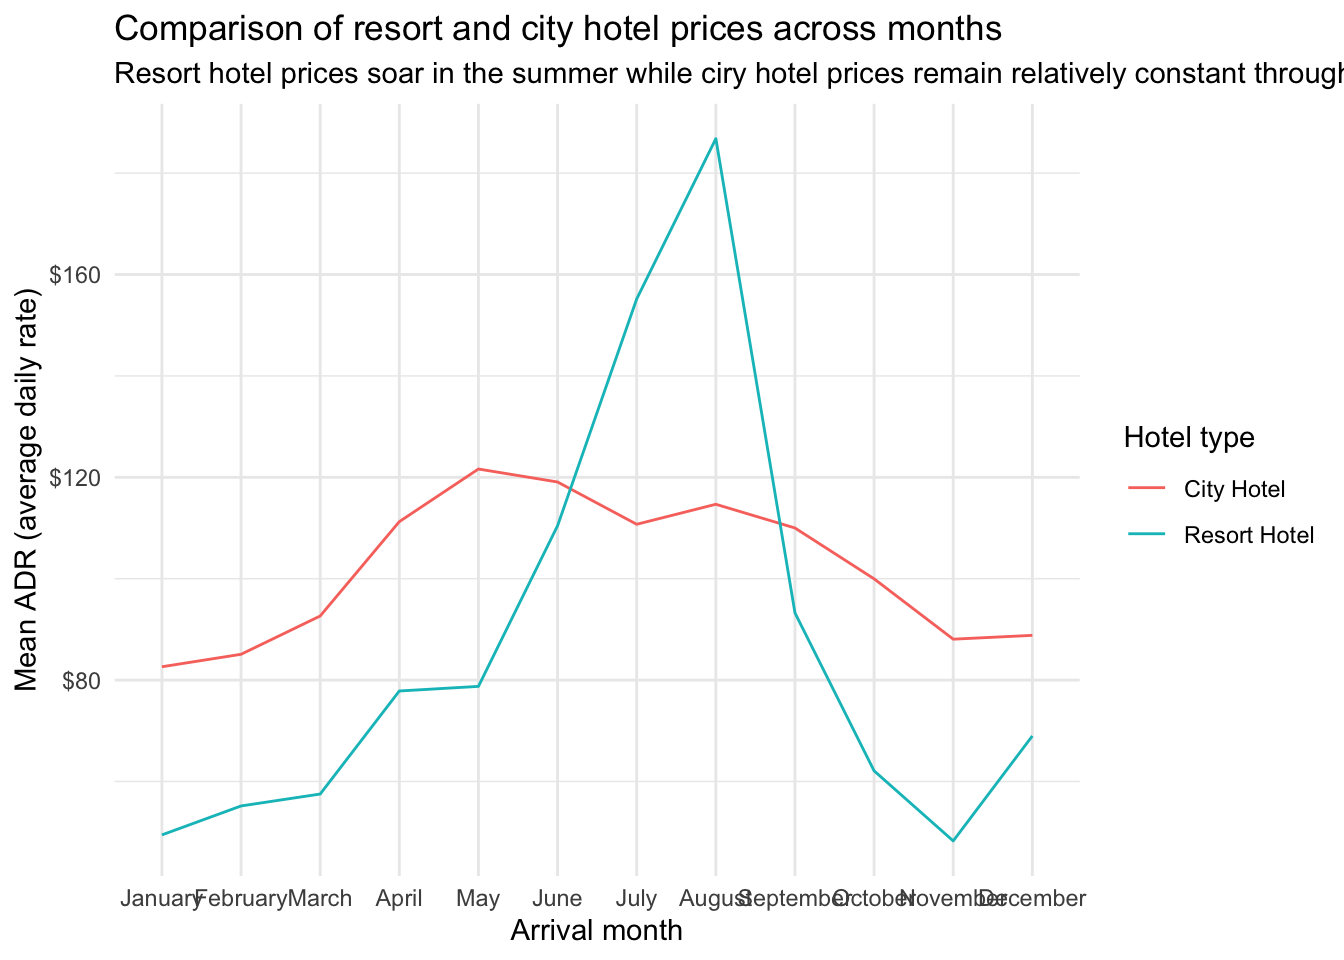 Comparison of resort and city hotel prices across months
Resort hotel prices soar in the summer while ciry hotel prices remain relatively constant through
$160
$120
$80
Mean ADR (average daily rate)
January February March April May June July August September October November December
Arrival month
Hotel type
City Hotel
Resort Hotel